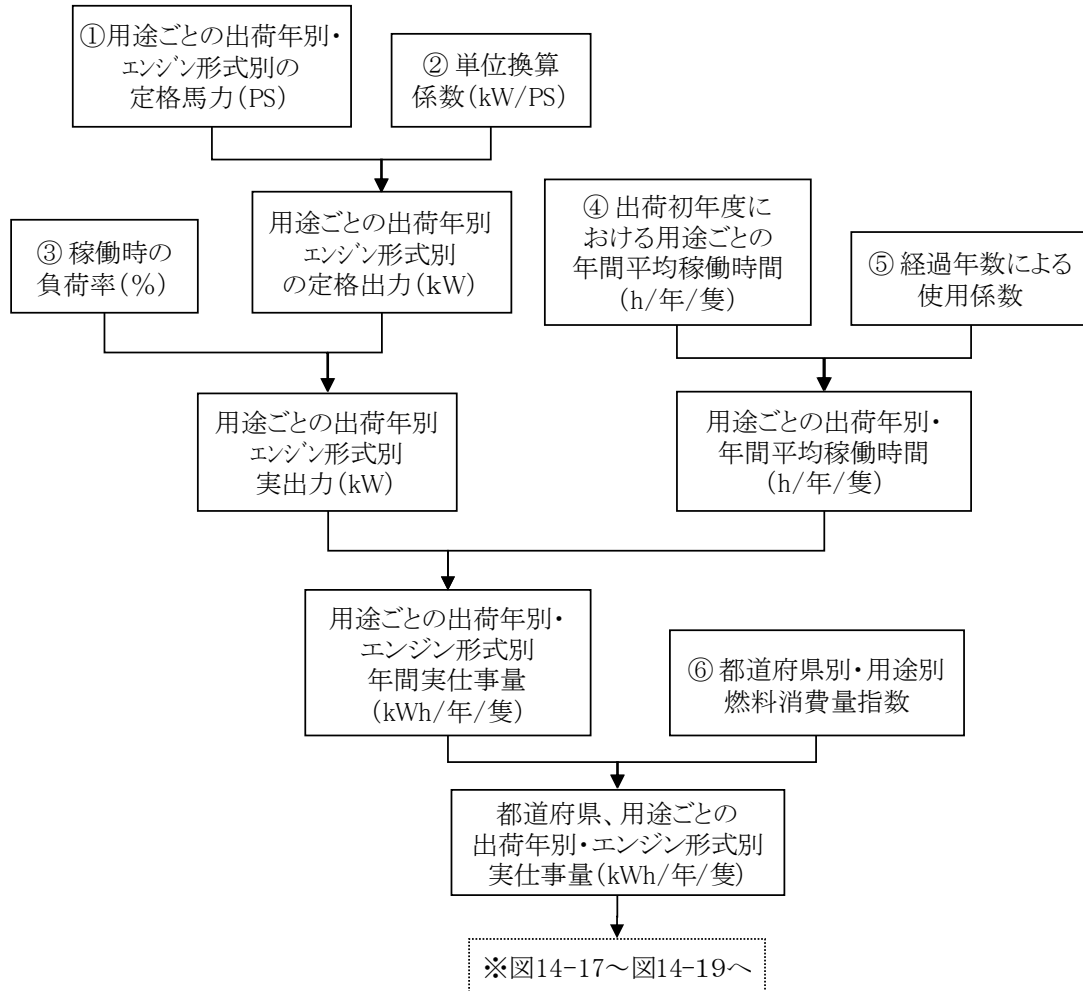 ①用途ごとの出荷年別・
エンジン形式別の
定格馬力(PS)
② 単位換算
係数(kW/PS)
③ 稼働時の
負荷率(%)
用途ごとの出荷年別
エンジン形式別
の定格出力(kW)
④ 出荷初年度に
おける用途ごとの
年間平均稼働時間
(h/年/隻)
⑤ 経過年数による
使用係数
用途ごとの出荷年別
エンジン形式別
実出力(kW)
用途ごとの出荷年別・
年間平均稼働時間
(h/年/隻)
用途ごとの出荷年別・
エンジン形式別
年間実仕事量
(kWh/年/隻)
⑥ 都道府県別・用途別
燃料消費量指数
都道府県、用途ごとの
出荷年別・エンジン形式別
実仕事量(kWh/年/隻)
※図14-17～図14-19へ